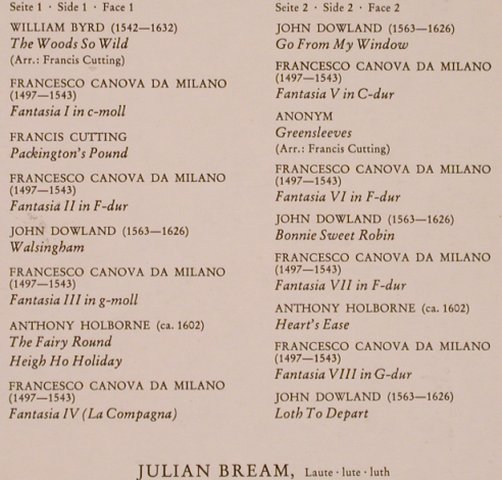 Seite 1 · Side 1 · Face 1
WILLIAM BYRD (1542—1632)
The Woods So Wild
(Arr.: Francis Cutting)
FRANCESCO CANOVA DA MILANO
(1497—1543)
Fantasia I in c-moll
FRANCIS CUTTING
Packington's Pound
FRANCESCO CANOVA DA MILANO
(1497—1543)
Fantasia II in F-dur
JOHN DOWLAND (1563—1626)
Walsingham
FRANCESCO CANOVA DA MILANO
(1497—1543)
Fantasia III in g-moll
ANTHONY HOLBORNE (ca. 1602)
The Fairy Round
Heigh Ho Holiday
FRANCESCO CANOVA DA MILANO
(1497—1543)
Fantasia IV (La Compagna)
Seite 2 · Side 2 · Face 2
JOHN DOWLAND (1563—1626)
Go From My Window
FRANCESCO CANOVA DA MILANO
(1497—1543)
Fantasia V in C-dur
ANONYM
Greensleeves
(Arr.: Francis Cutting)
FRANCESCO CANOVA DA MILANO
(1497—1543)
Fantasia VI in F-dur
JOHN DOWLAND (1563—1626)
Bonnie Sweet Robin
FRANCESCO CANOVA DA MILANO
(1497—1543)
Fantasia VII in F-dur
ANTHONY HOLBORNE (ca. 1602)
Heart's Ease
FRANCESCO CANOVA DA MILANO
(1497—1543)
Fantasia VIII in G-dur
JOHN DOWLAND (1563—1626)
Loth To Depart
JULIAN BREAM, Laute · lute · luth